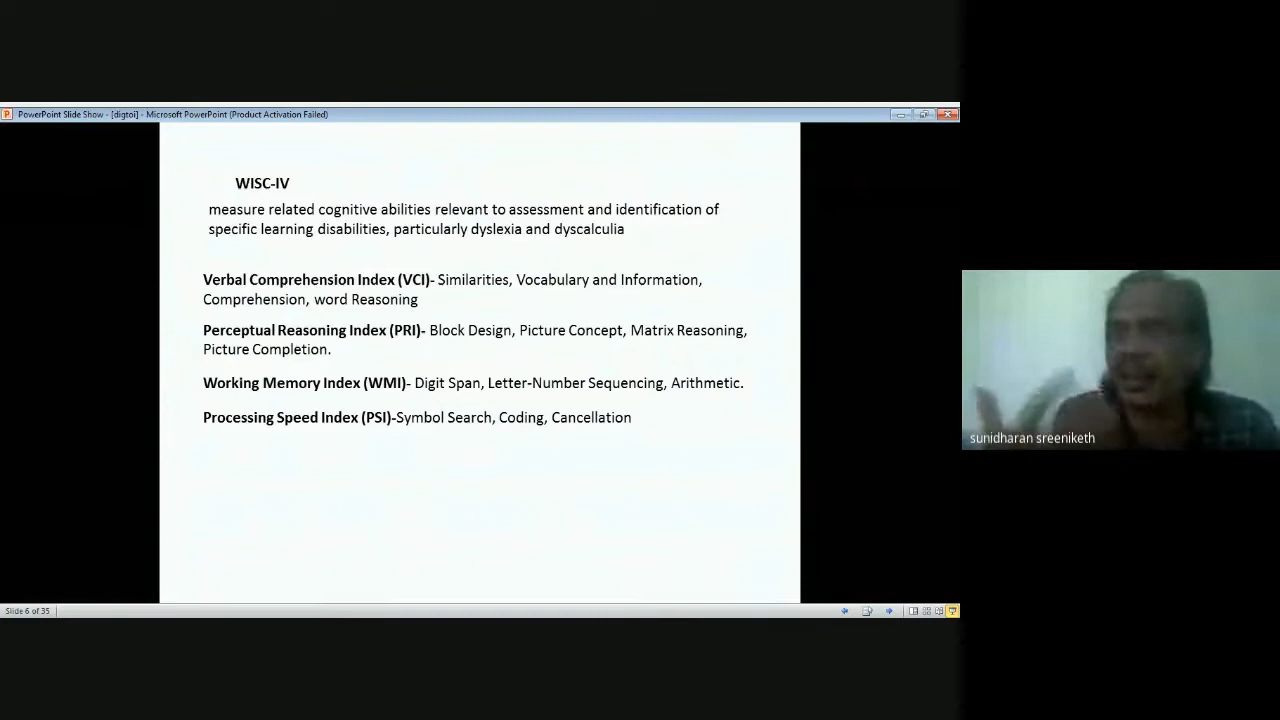 PowerPoint Slide Show - [digtoi] - Microsoft PowerPoint (Product Activation Failed)
WISC-IV
measure related cognitive abilities relevant to assessment and identification of
specific learning disabilities, particularly dyslexia and dyscalculia
Verbal Comprehension Index (VCI)- Similarities, Vocabulary and Information,
Comprehension, word Reasoning
Perceptual Reasoning Index (PRI)- Block Design, Picture Concept, Matrix Reasoning,
Picture Completion.
Working Memory Index (WMI)- Digit Span, Letter-Number Sequencing, Arithmetic.
Processing Speed Index (PSI)-Symbol Search, Coding, Cancellation
sunidharan sreeniketh
Slide 6 of 35